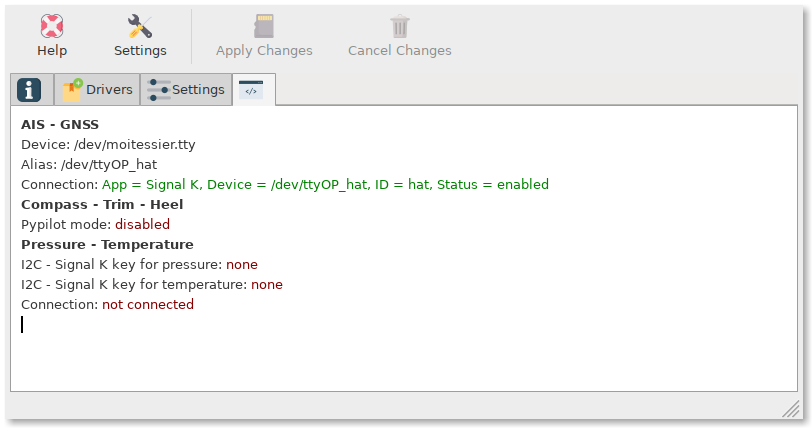 Help Settings Apply Changes Cancel Changes
Drivers Settings
AIS - GNSS
Device: /dev/moitessier.tty
Alias: /dev/ttyOP_hat
Connection: App = Signal K, Device = /dev/ttyOP_hat, ID = hat, Status = enabled
Compass - Trim - Heel
Pypilot mode: disabled
Pressure - Temperature
I2C - Signal K key for pressure: none
I2C - Signal K key for temperature: none
Connection: not connected